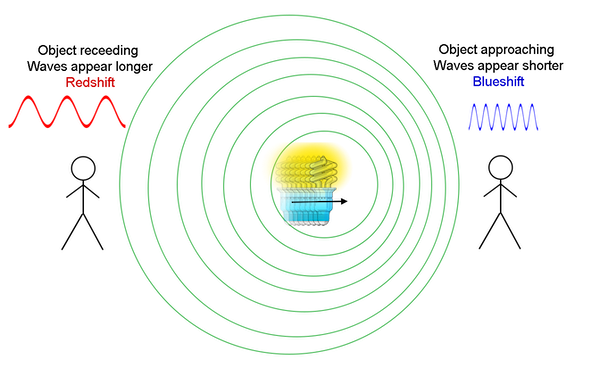 Object receeding
Waves appear longer
Redshift
Object approaching
Waves appear shorter
Blueshift